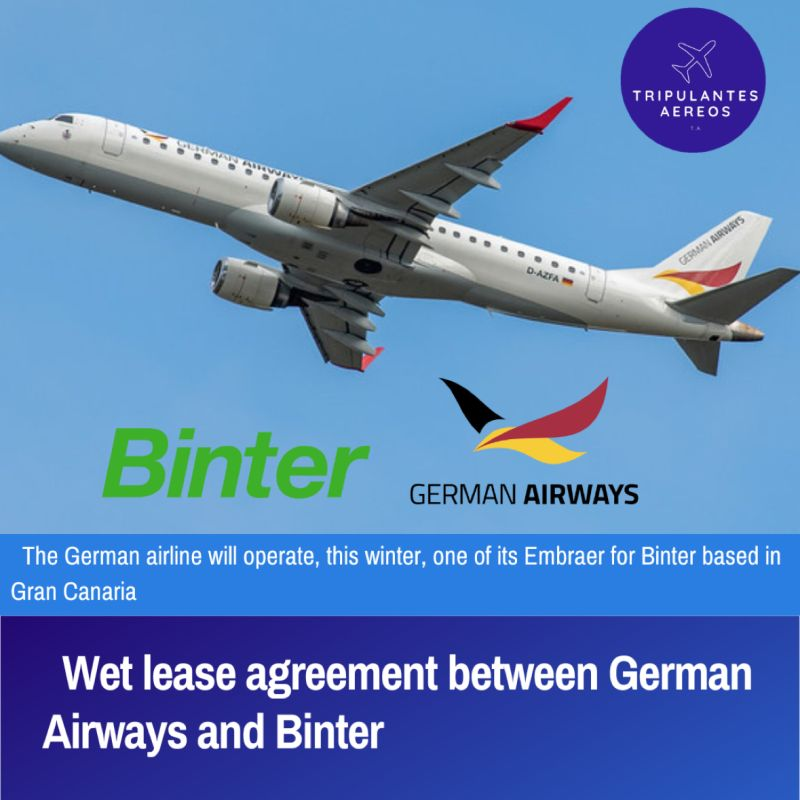 TRIPULANTES
AEREOS
T.A
GERMAN AIRWAYS
GERMAN AIRWAYS
D-AZFA
Binter
GERMAN AIRWAYS
The German airline will operate, this winter, one of its Embraer for Binter based in
Gran Canaria
Wet lease agreement between German
Airways and Binter